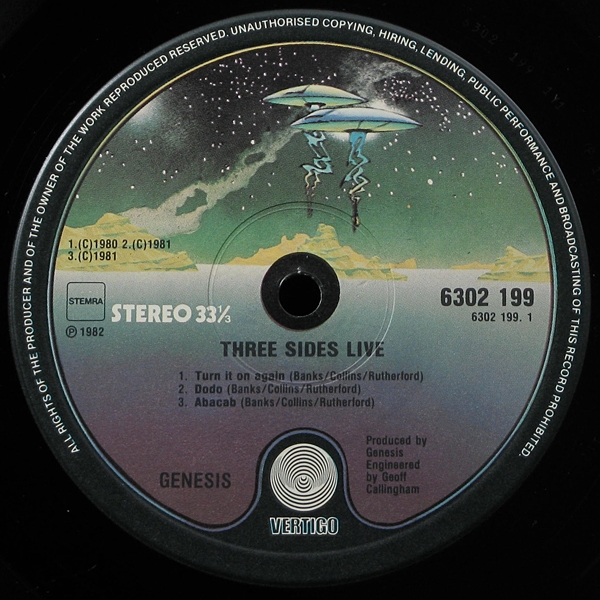 ALL RIGHTS OF THE PRODUCER AND OF THE OWNER OF THE WORK REPRODUCED RESERVED. UNAUTHORISED COPYING, HIRING, LENDING, PUBLIC PERFORMANCE AND BROADCASTING OF THIS RECORD PROHIBITED.
1.(C)1980 2.(C)1981
3.(C)1981
STEMRA
STEREO 33⅓
6302 199
6302 199. 1
℗ 1982
THREE SIDES LIVE
1. Turn it on again (Banks/Collins/Rutherford)
2. Dodo (Banks/Collins/Rutherford)
3. Abacab (Banks/Collins/Rutherford)
GENESIS
Produced by
Genesis
Engineered
by Geoff
Callingham
VERTIGO